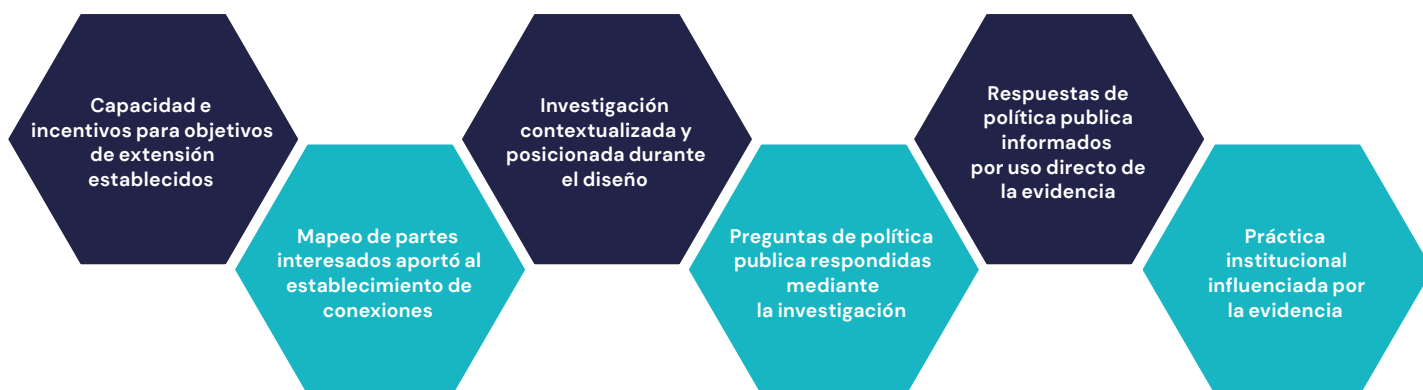 Capacidad e
incentivos para objetivos
de extensión
establecidos
Mapeo de partes
interesados aportó al
establecimiento de
conexiones
Investigación
contextualizada y
posicionada durante
el diseño
Preguntas de política
publica respondidas
mediante
la investigación
Respuestas de
política publica
informados
por uso directo de
la evidencia
Práctica
institucional
influenciada por
la evidencia